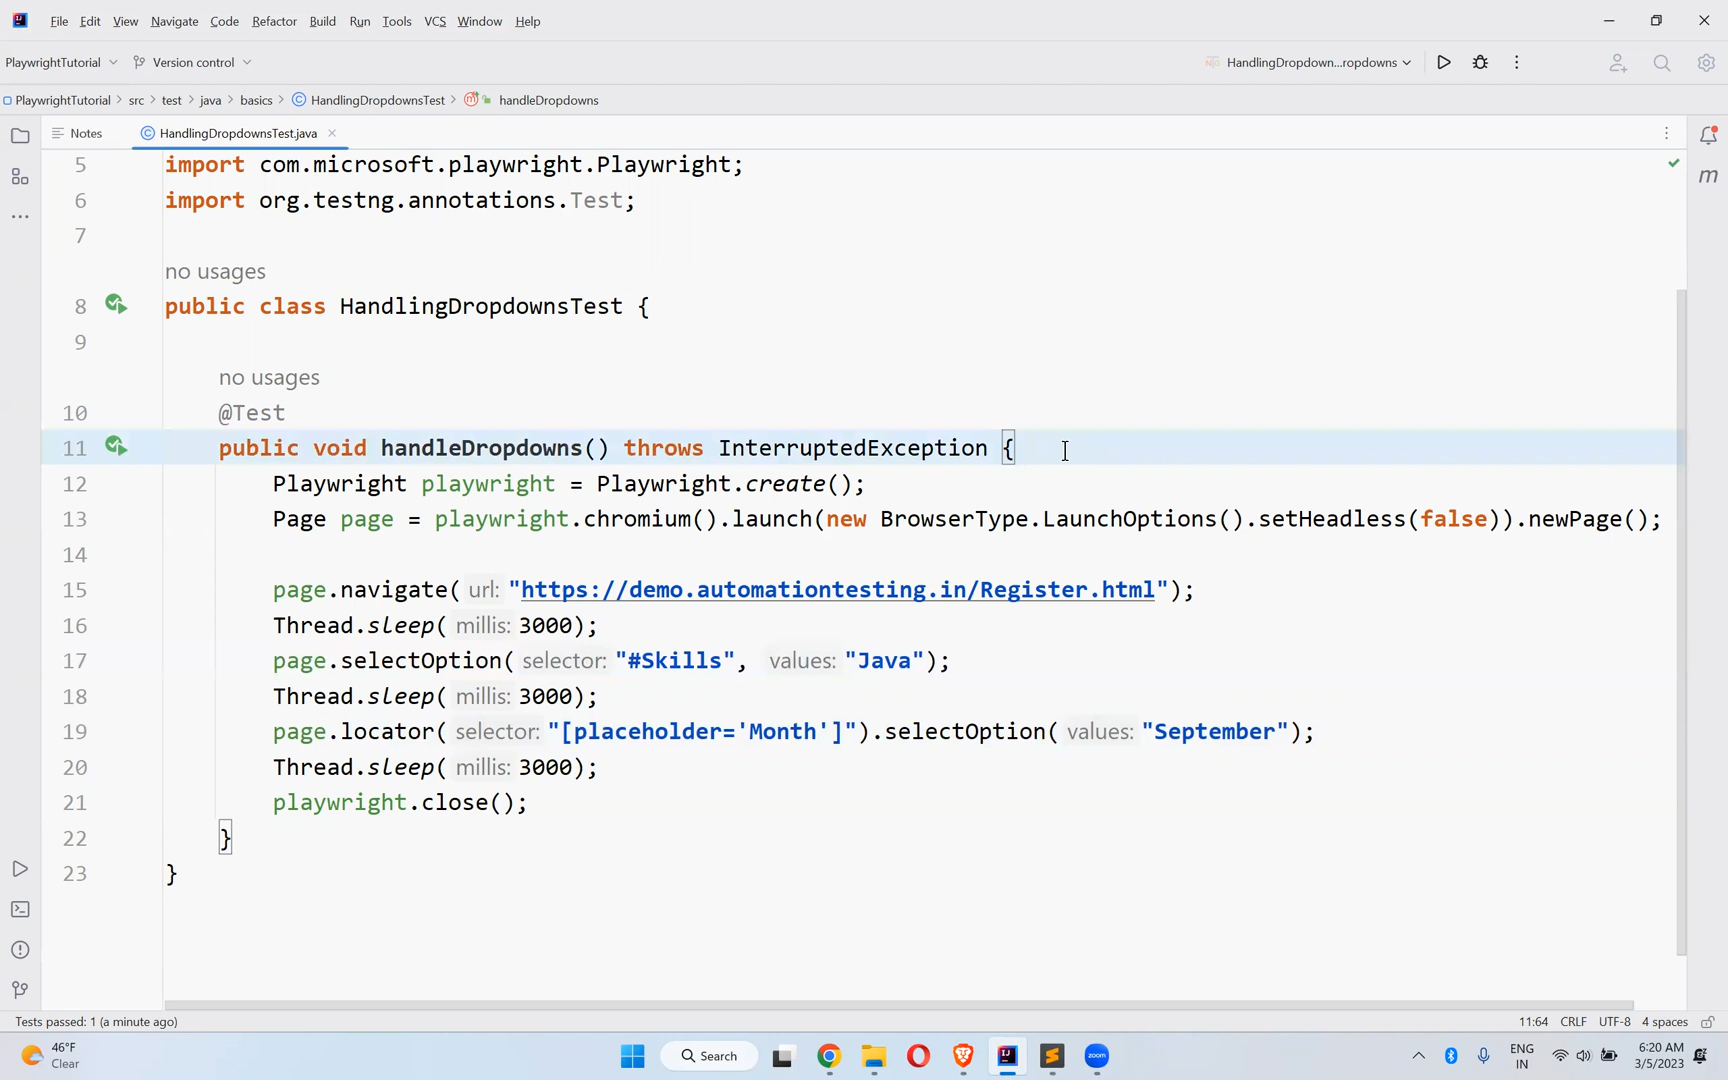 File Edit View Navigate Code Refactor Build Run Tools VCS Window Help
PlaywrightTutorial Version control HandlingDropdown...ropdowns
PlaywrightTutorial src test java basics HandlingDropdownsTest handleDropdowns
Notes HandlingDropdownsTest.java
5 import com.microsoft.playwright.Playwright;
6 import org.testng.annotations.Test;
7
no usages
8 public class HandlingDropdownsTest {
9
no usages
10 @Test
11 public void handleDropdowns() throws InterruptedException {
12 Playwright playwright = Playwright.create();
13 Page page = playwright.chromium().launch(new BrowserType.LaunchOptions().setHeadless(false)).newPage();
14
15 page.navigate( url: "https://demo.automationtesting.in/Register.html");
16 Thread.sleep( millis: 3000);
17 page.selectOption( selector: "#Skills", values: "Java");
18 Thread.sleep( millis: 3000);
19 page.locator( selector: "[placeholder='Month']").selectOption( values: "September");
20 Thread.sleep( millis: 3000);
21 playwright.close();
22 }
23 }
Tests passed: 1 (a minute ago) 11:64 CRLF UTF-8 4 spaces
46°F
Clear
Search
zoom
ENG
IN
6:20 AM
3/5/2023